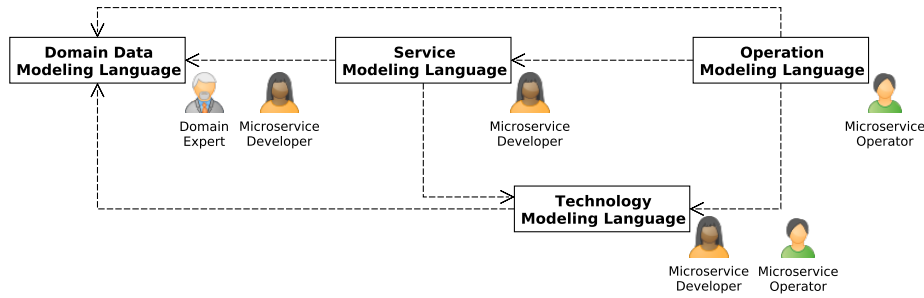 Domain Data
Modeling Language
Service
Modeling Language
Operation
Modeling Language
Domain
Expert
Microservice
Developer
Microservice
Developer
Microservice
Operator
Technology
Modeling Language
Microservice
Developer
Microservice
Operator